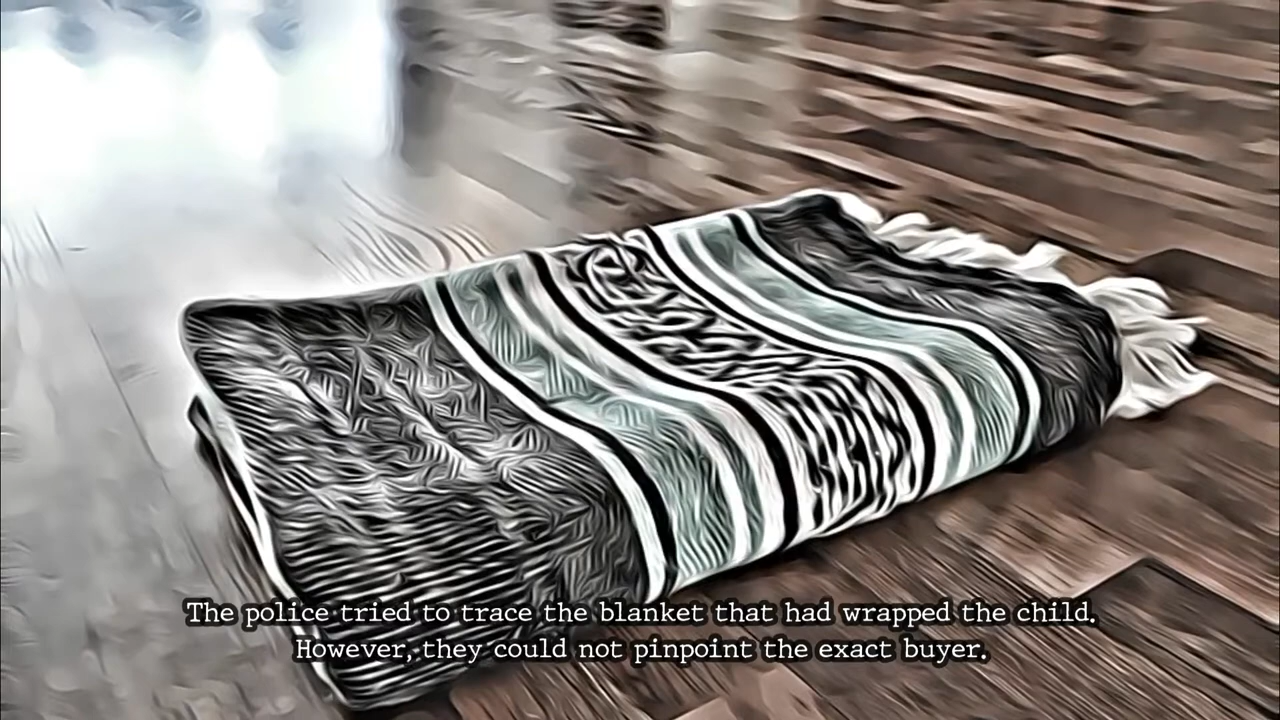 The police tried to trace the blanket that had wrapped the child.
However, they could not pinpoint the exact buyer.